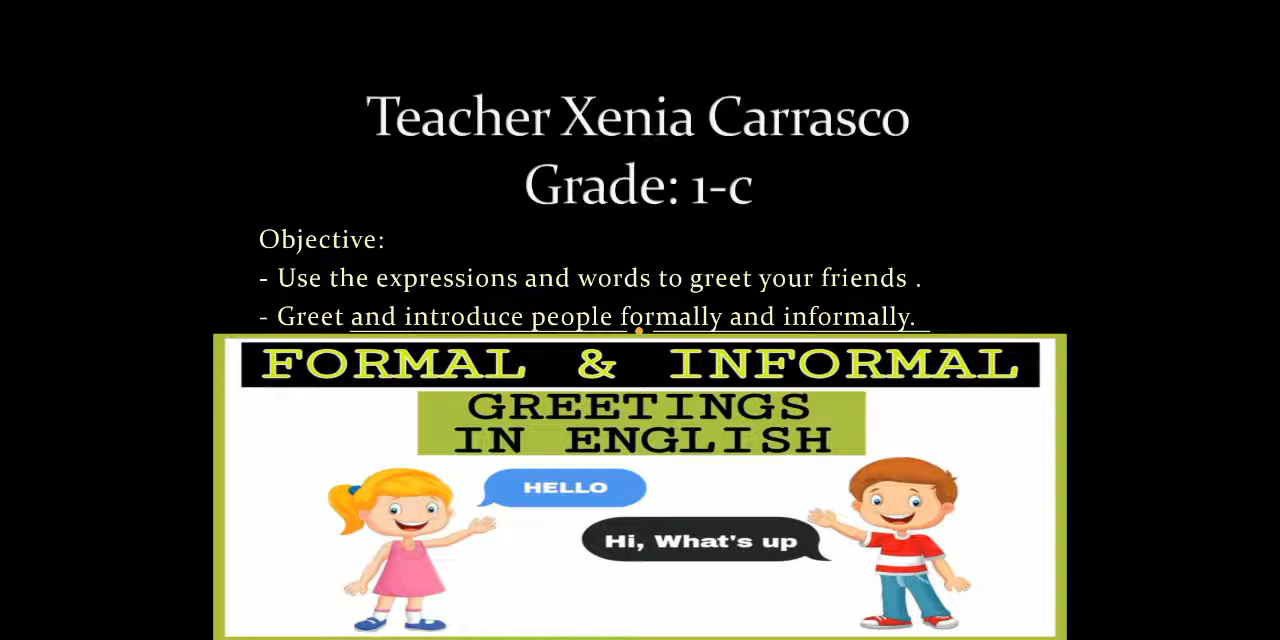 Teacher Xenia Carrasco
Grade: 1-c
Objective:
- Use the expressions and words to greet your friends .
- Greet and introduce people formally and informally.
FORMAL & INFORMAL
GREETINGS
IN ENGLISH
HELLO
Hi, What's up